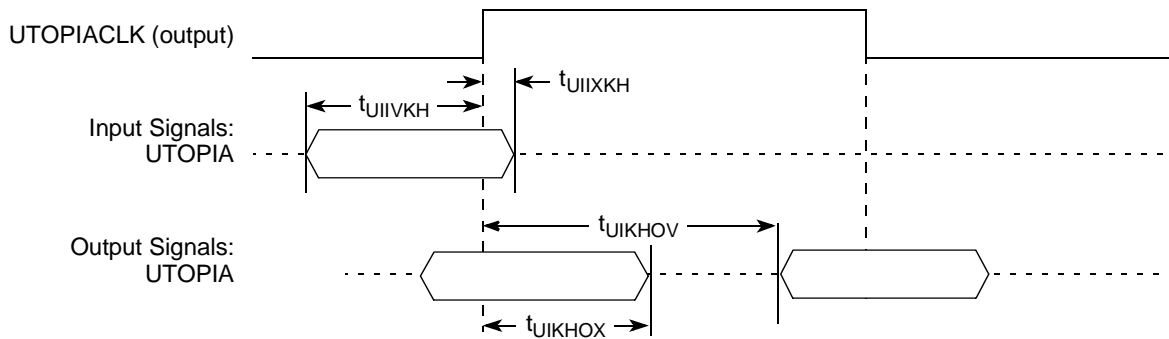 UTOPIACLK (output)
tUIIXKH
tUIIVKH
Input Signals:
UTOPIA
tUIKHOV
Output Signals:
UTOPIA
tUIKHOX